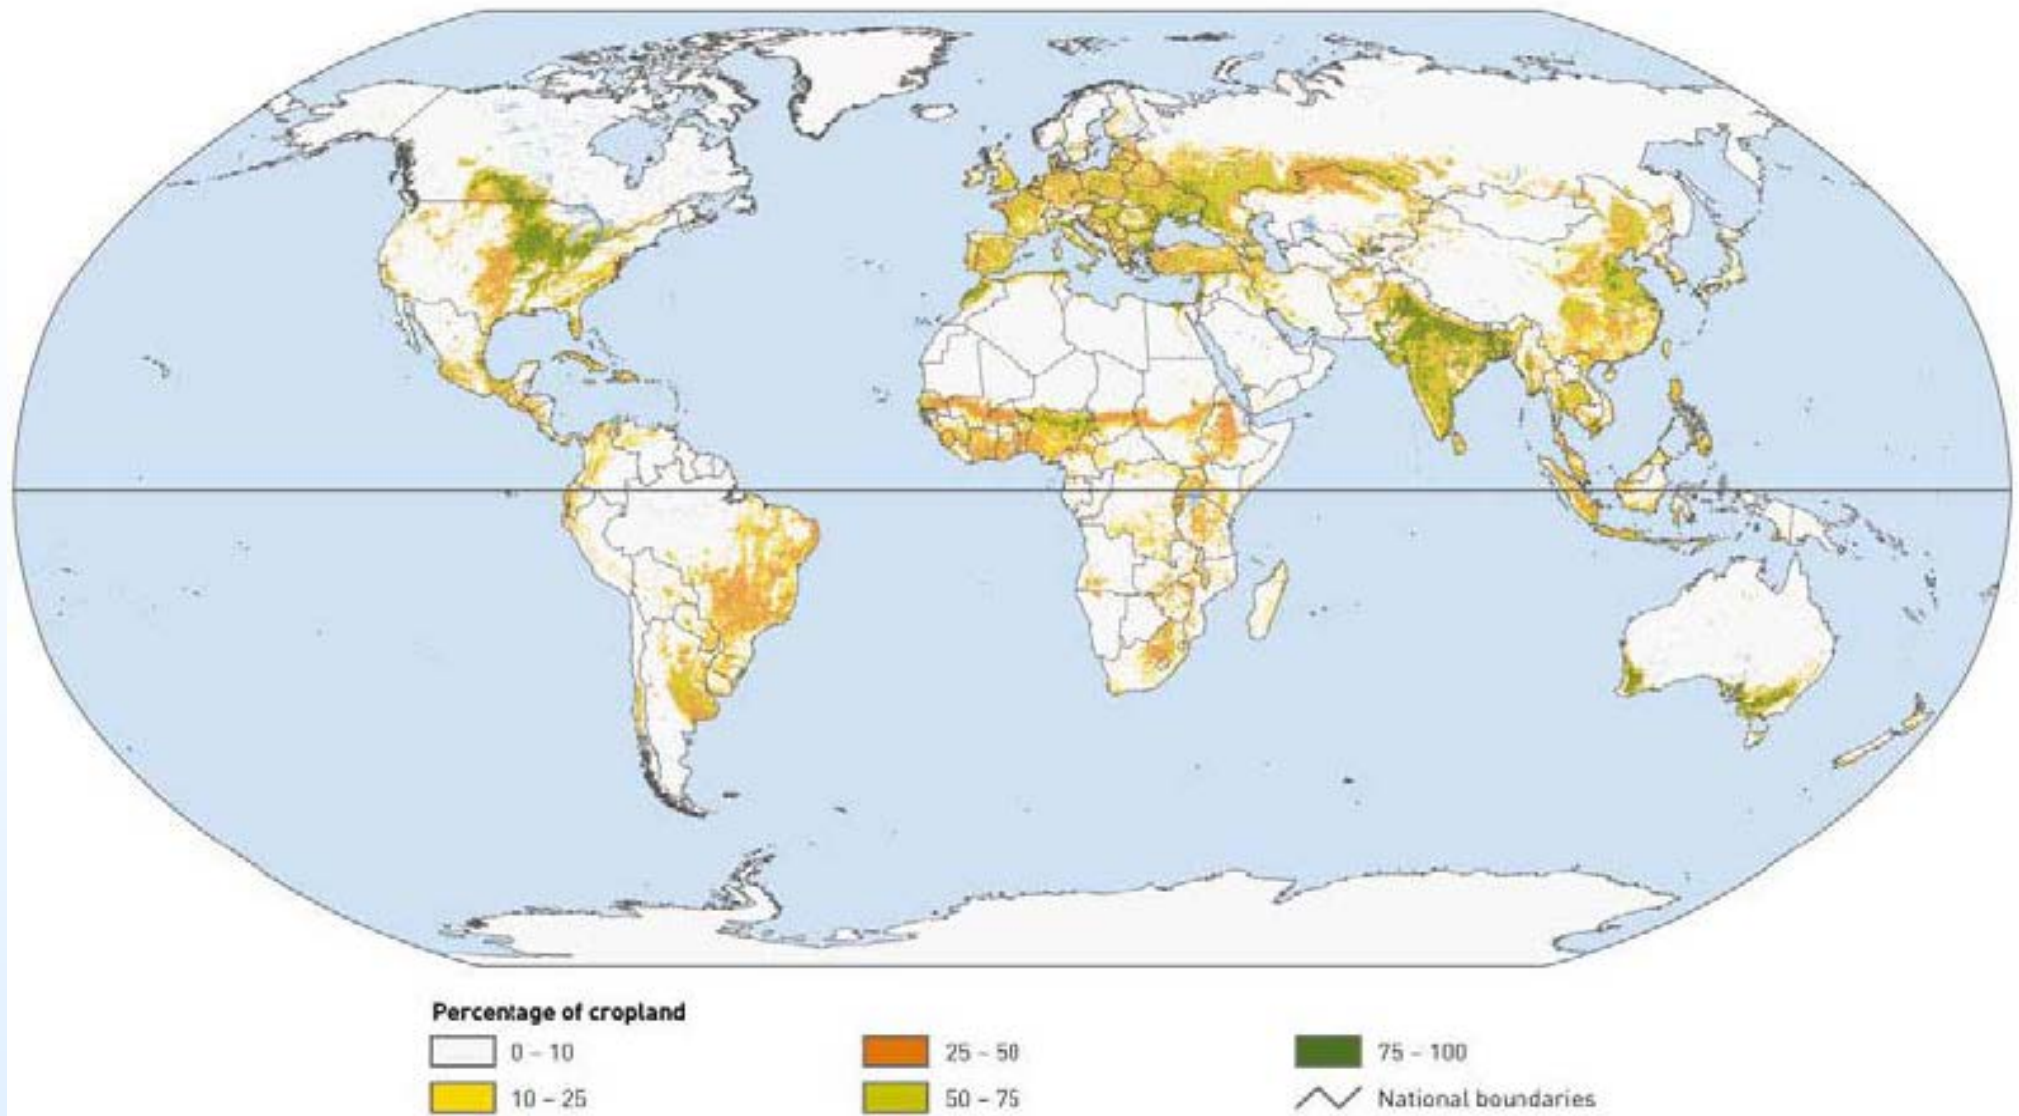 Percentage of cropland
0 – 10
25 – 50
75 – 100
10 – 25
50 – 75
National boundaries